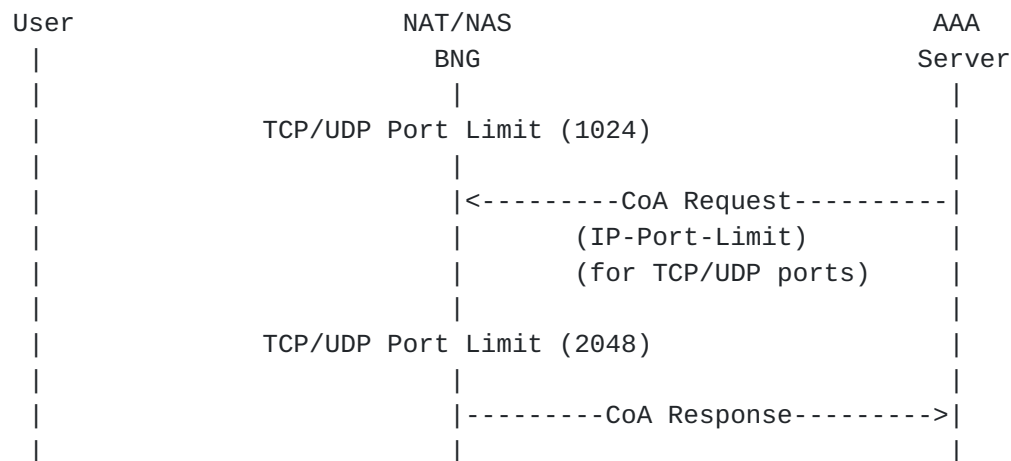 User NAT/NAS AAA
| BNG Server
| | |
| TCP/UDP Port Limit (1024) |
| | |
| |<---------CoA Request----------|
| | (IP-Port-Limit) |
| | (for TCP/UDP ports) |
| | |
| TCP/UDP Port Limit (2048) |
| | |
| |---------CoA Response--------->|
| | |